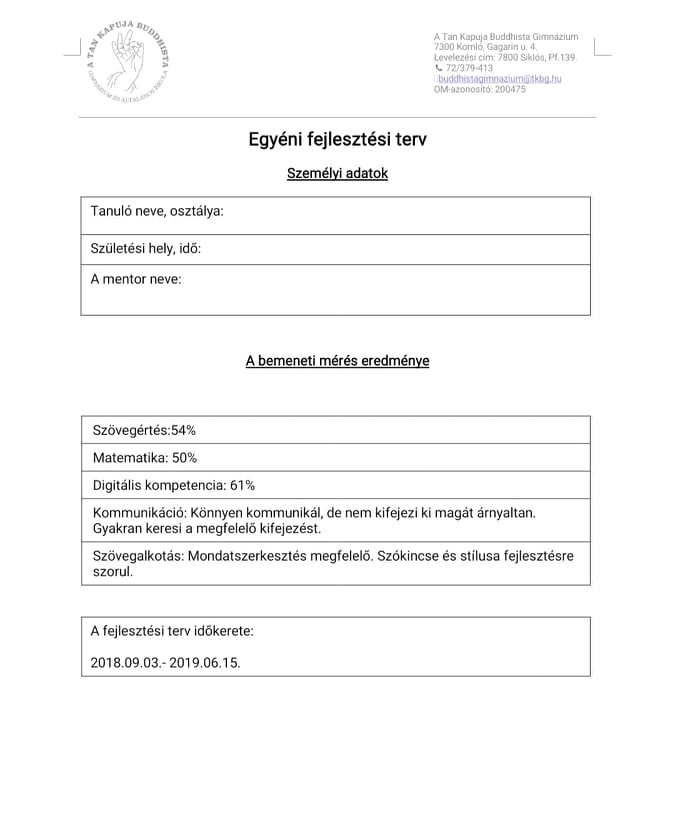 A TAN KAPUJA BUDDHISTA
GIMNÁZIUM ÉS ÁLTALÁNOS ISKOLA
A Tan Kapuja Buddhista Gimnázium
7300 Komló, Gagarin u. 4.
Levelezési cím: 7800 Siklós, Pf.139.
72/379-413
buddhistagimnazium@tkbg.hu
OM-azonosító: 200475
Egyéni fejlesztési terv
Személyi adatok
Tanuló neve, osztálya:
Születési hely, idő:
A mentor neve:
A bemeneti mérés eredménye
Szövegértés:54%
Matematika: 50%
Digitális kompetencia: 61%
Kommunikáció: Könnyen kommunikál, de nem kifejezi ki magát árnyaltan.
Gyakran keresi a megfelelő kifejezést.
Szövegalkotás: Mondatszerkesztés megfelelő. Szókincse és stílusa fejlesztésre
szorul.
A fejlesztési terv időkerete:
2018.09.03.- 2019.06.15.